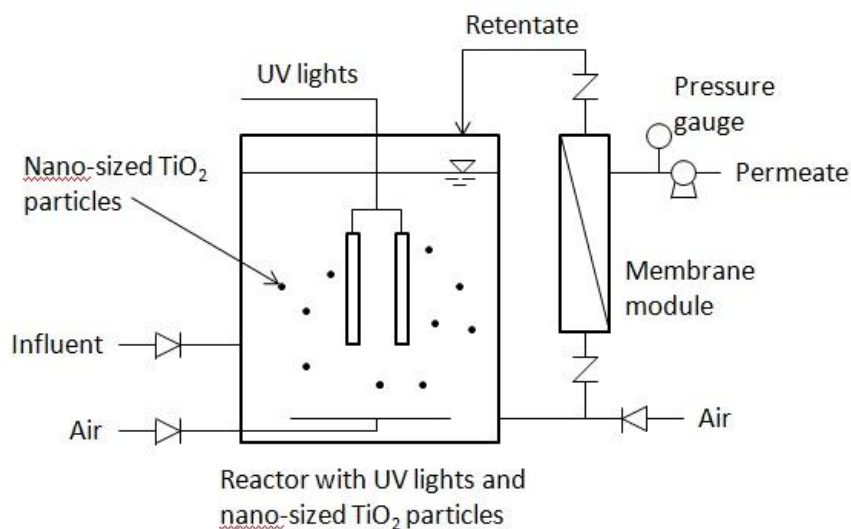 Retentate
UV lights
Pressure
gauge
Nano-sized TiO₂
particles
Permeate
Membrane
module
Influent
Air
Air
Reactor with UV lights and
nano-sized TiO₂ particles